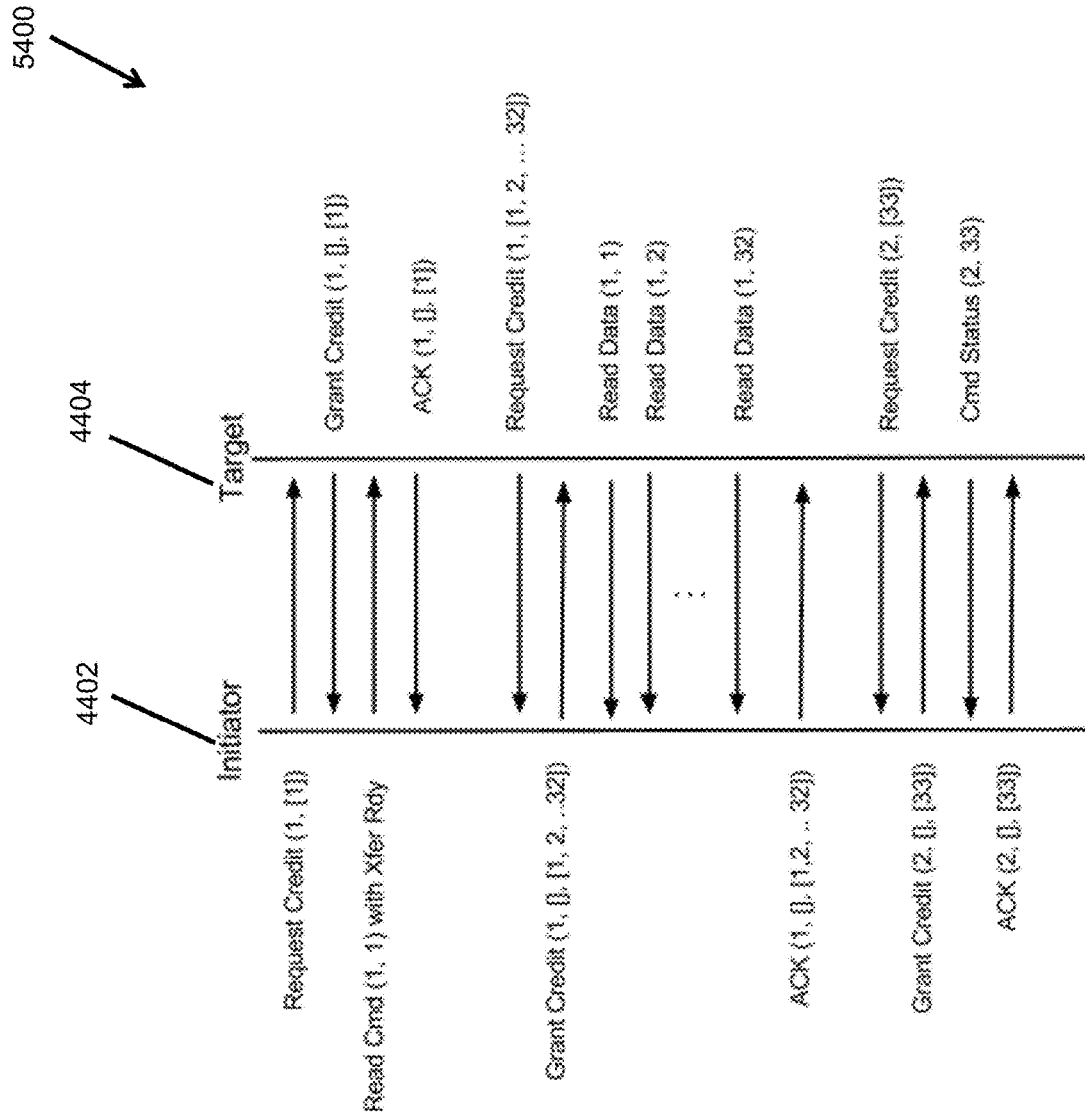 5400
4402
4404
Initiator
Target
Request Credit (1, [1])
Grant Credit (1, [], [1])
Read Cmd (1, 1) with Xfer Rdy
ACK (1, [], [1])
Request Credit (1, [1, 2, ... 32])
Grant Credit (1, [], [1, 2, ..32])
Read Data (1, 1)
Read Data (1, 2)
...
Read Data (1, 32)
ACK (1, [], [1,2, .. 32])
Request Credit (2, [33])
Grant Credit (2, [], [33])
Cmd Status (2, 33)
ACK (2, [], [33])